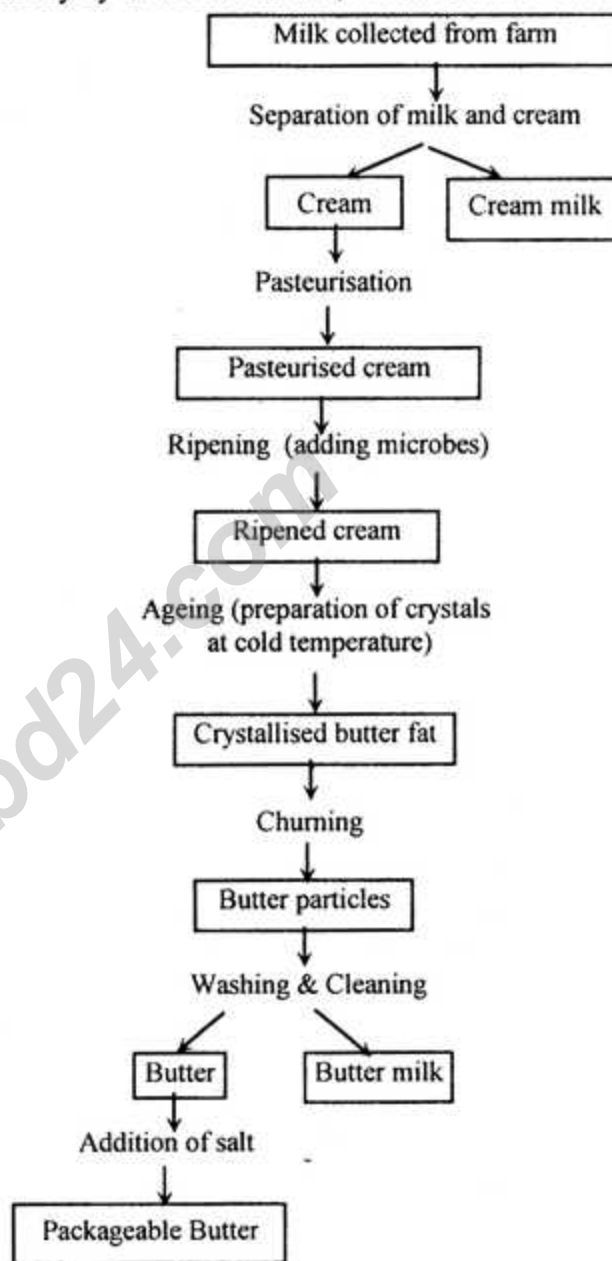 Milk collected from farm
Separation of milk and cream
Cream
Cream milk
Pasteurisation
Pasteurised cream
Ripening (adding microbes)
Ripened cream
Ageing (preparation of crystals
at cold temperature)
Crystallised butter fat
Churning
Butter particles
Washing & Cleaning
Butter
Butter milk
Addition of salt
Packageable Butter
bd24.com